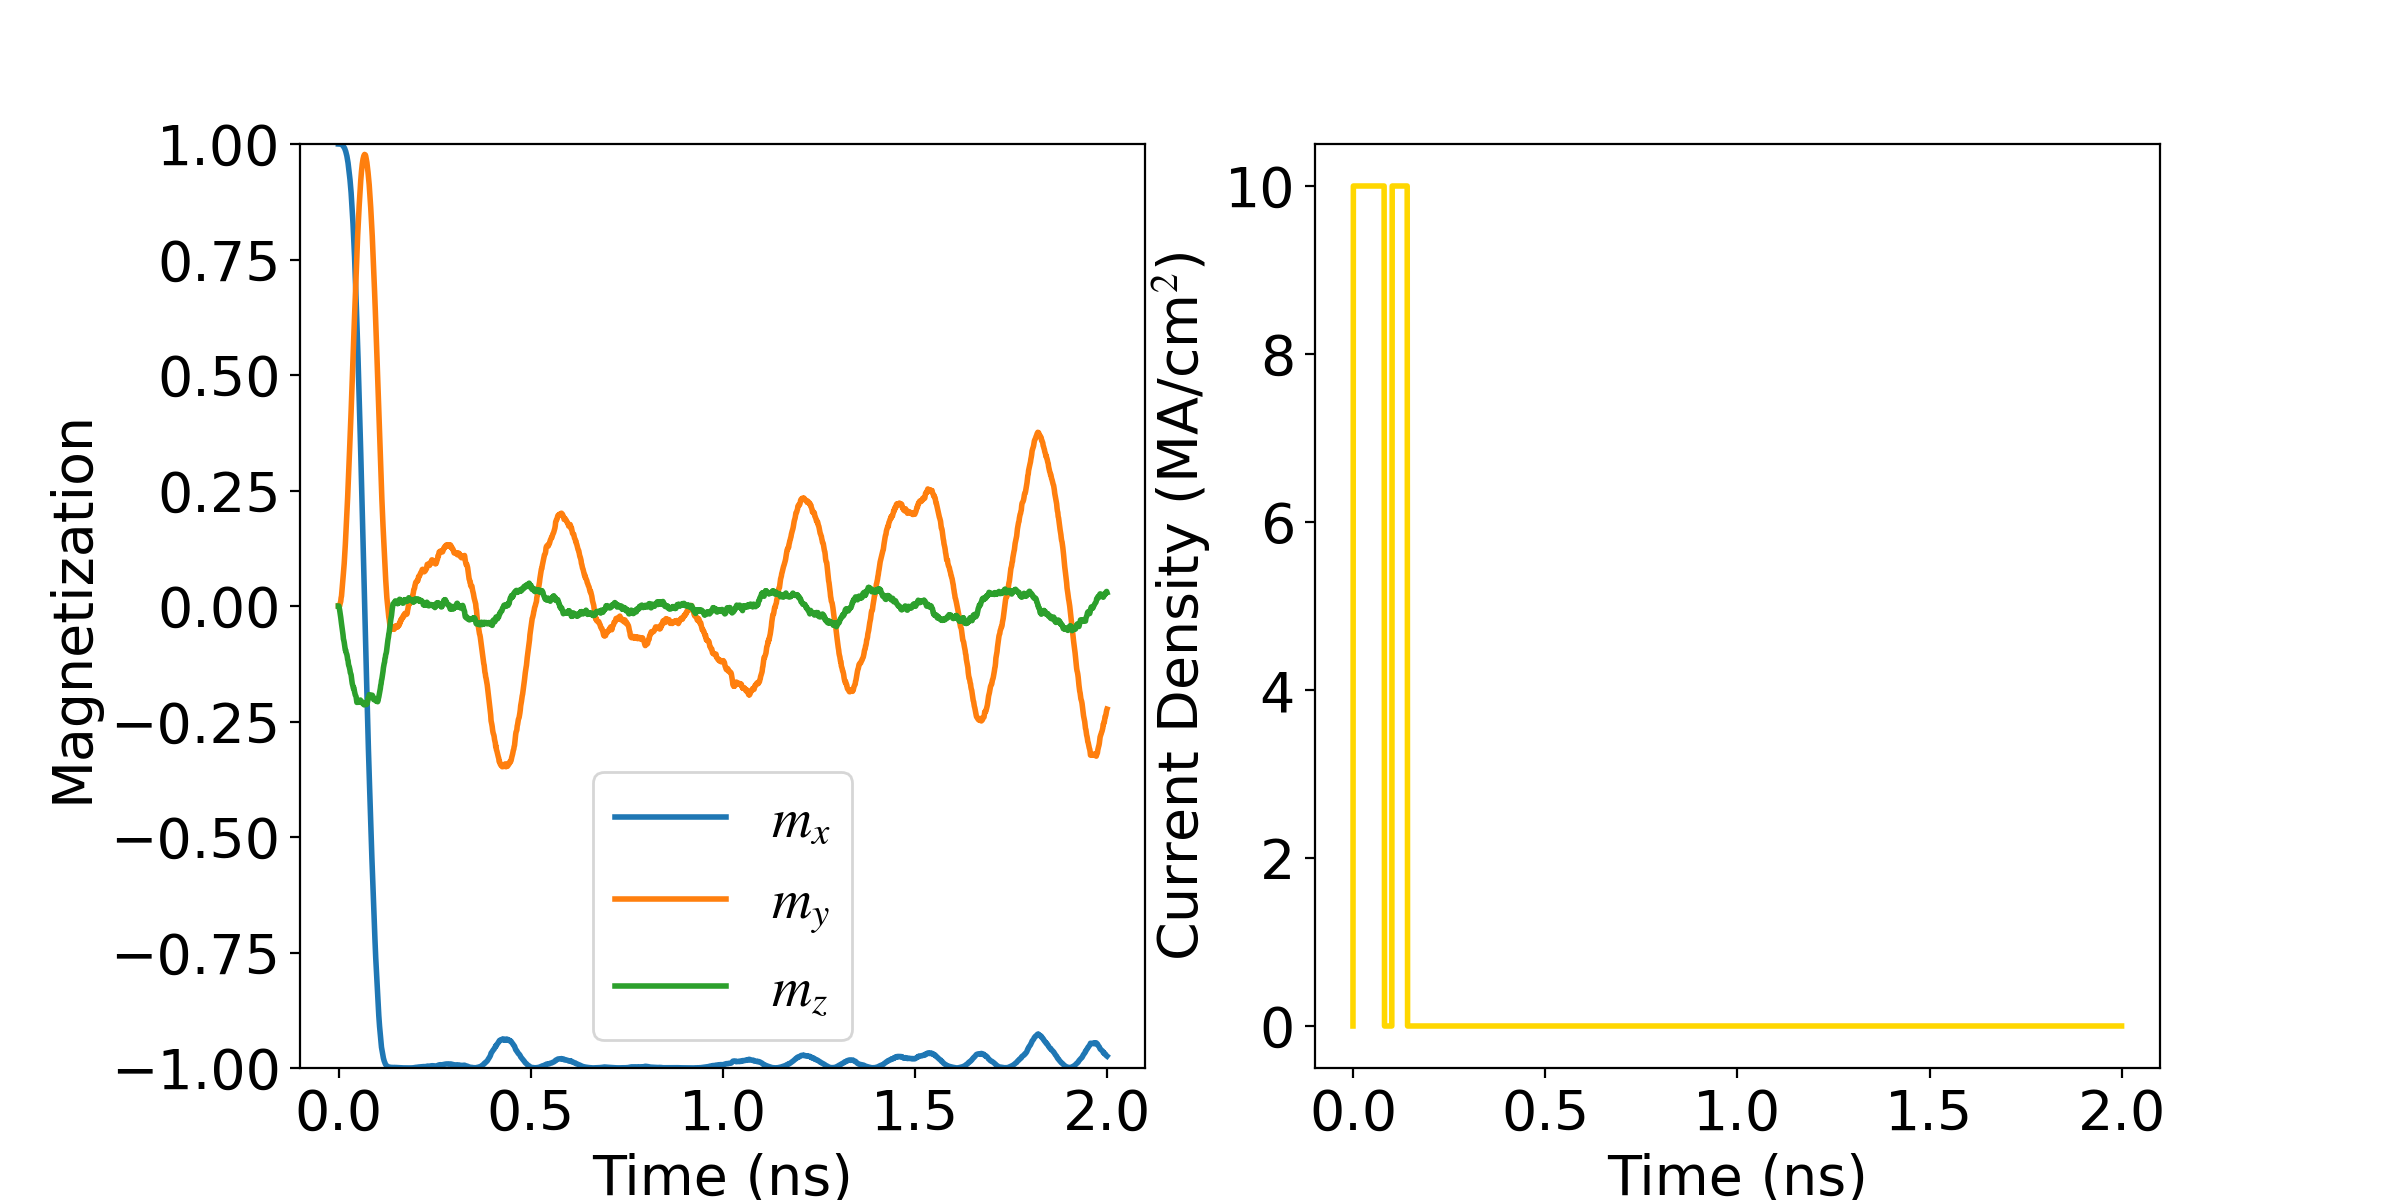 Magnetization
1.00
0.75
0.50
0.25
0.00
−0.25
−0.50
−0.75
−1.00
0.0 0.5 1.0 1.5 2.0
Time (ns)
m_x
m_y
m_z
Current Density (MA/cm²)
10
8
6
4
2
0
0.0 0.5 1.0 1.5 2.0
Time (ns)